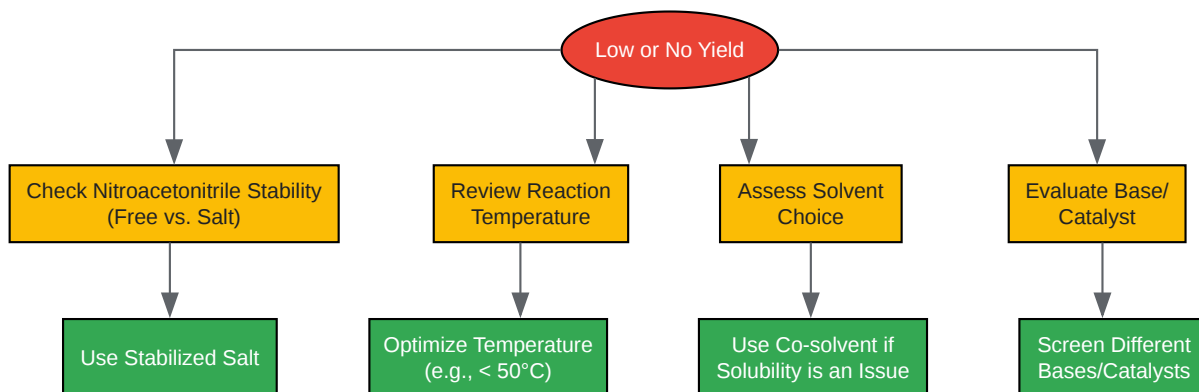 Low or No Yield
Check Nitroacetonitrile Stability
(Free vs. Salt)
Review Reaction
Temperature
Assess Solvent
Choice
Evaluate Base/
Catalyst
Use Stabilized Salt
Optimize Temperature
(e.g., < 50°C)
Use Co-solvent if
Solubility is an Issue
Screen Different
Bases/Catalysts